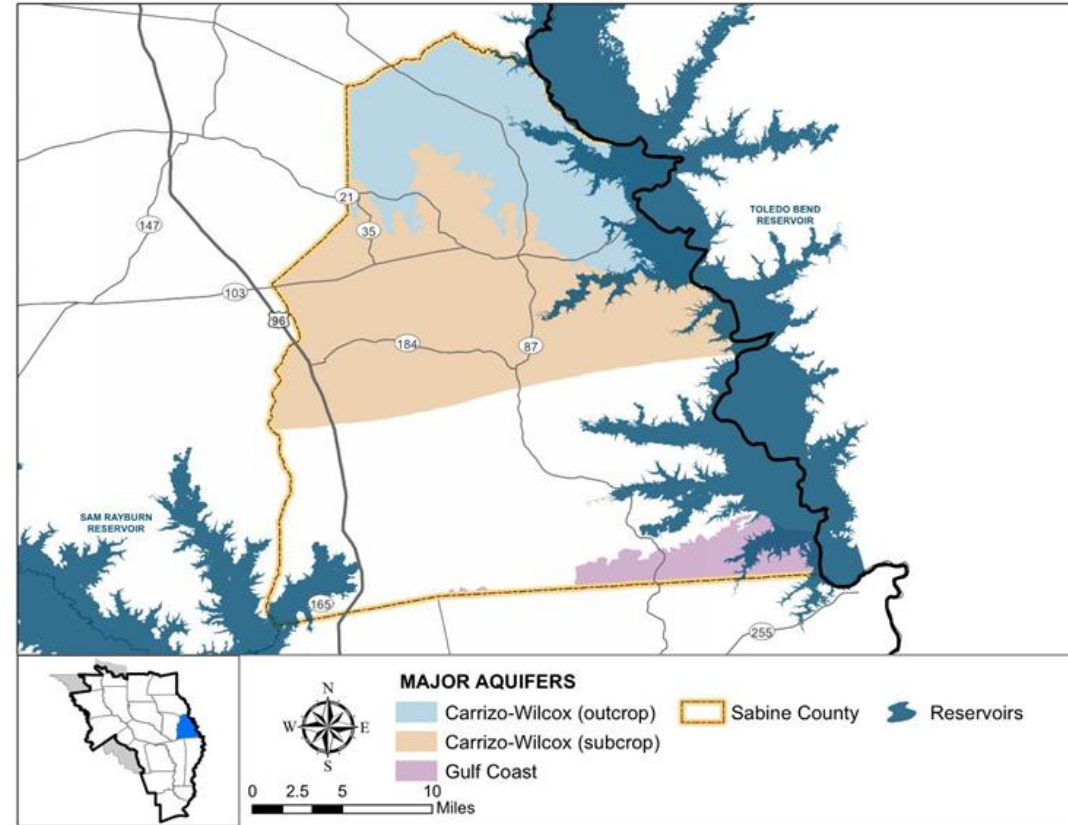 21
35
147
TOLEDO BEND
RESERVOIR
103
96
184
87
SAM RAYBURN
RESERVOIR
165
255
N
W E
S
0 2.5 5 10
Miles
MAJOR AQUIFERS
Carrizo-Wilcox (outcrop)
Carrizo-Wilcox (subcrop)
Gulf Coast
Sabine County
Reservoirs